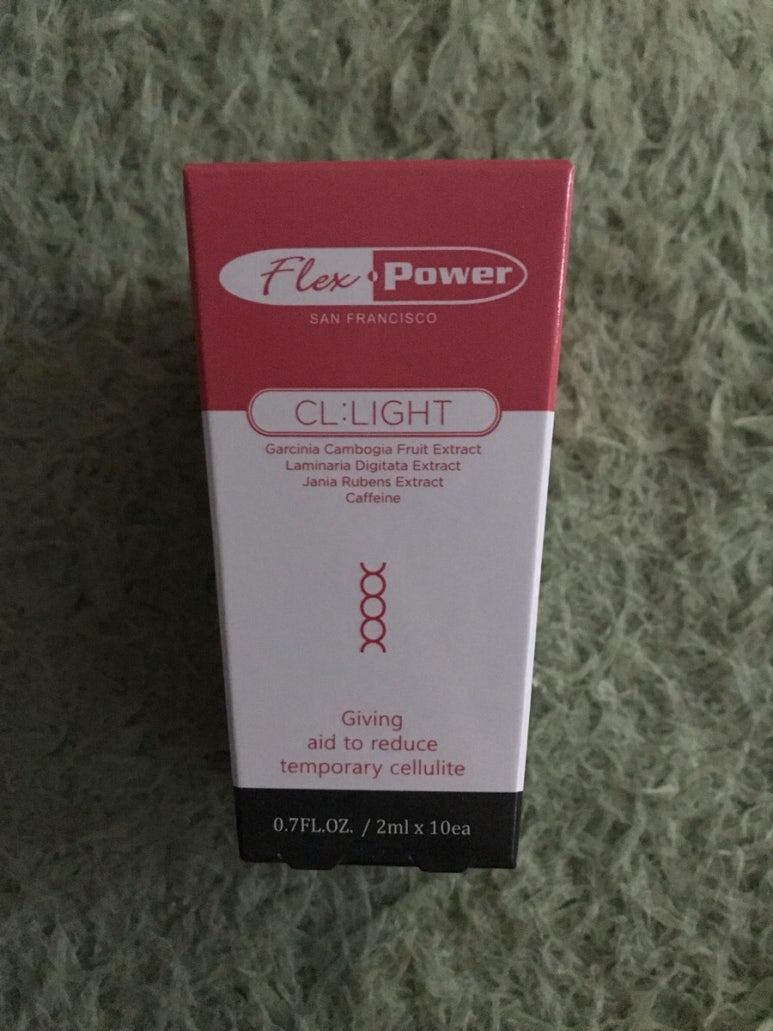 Flex Power
SAN FRANCISCO
CL:LIGHT
Garcinia Cambogia Fruit Extract
Laminaria Digitata Extract
Jania Rubens Extract
Caffeine
Giving
aid to reduce
temporary cellulite
0.7FL.OZ. / 2ml x 10ea